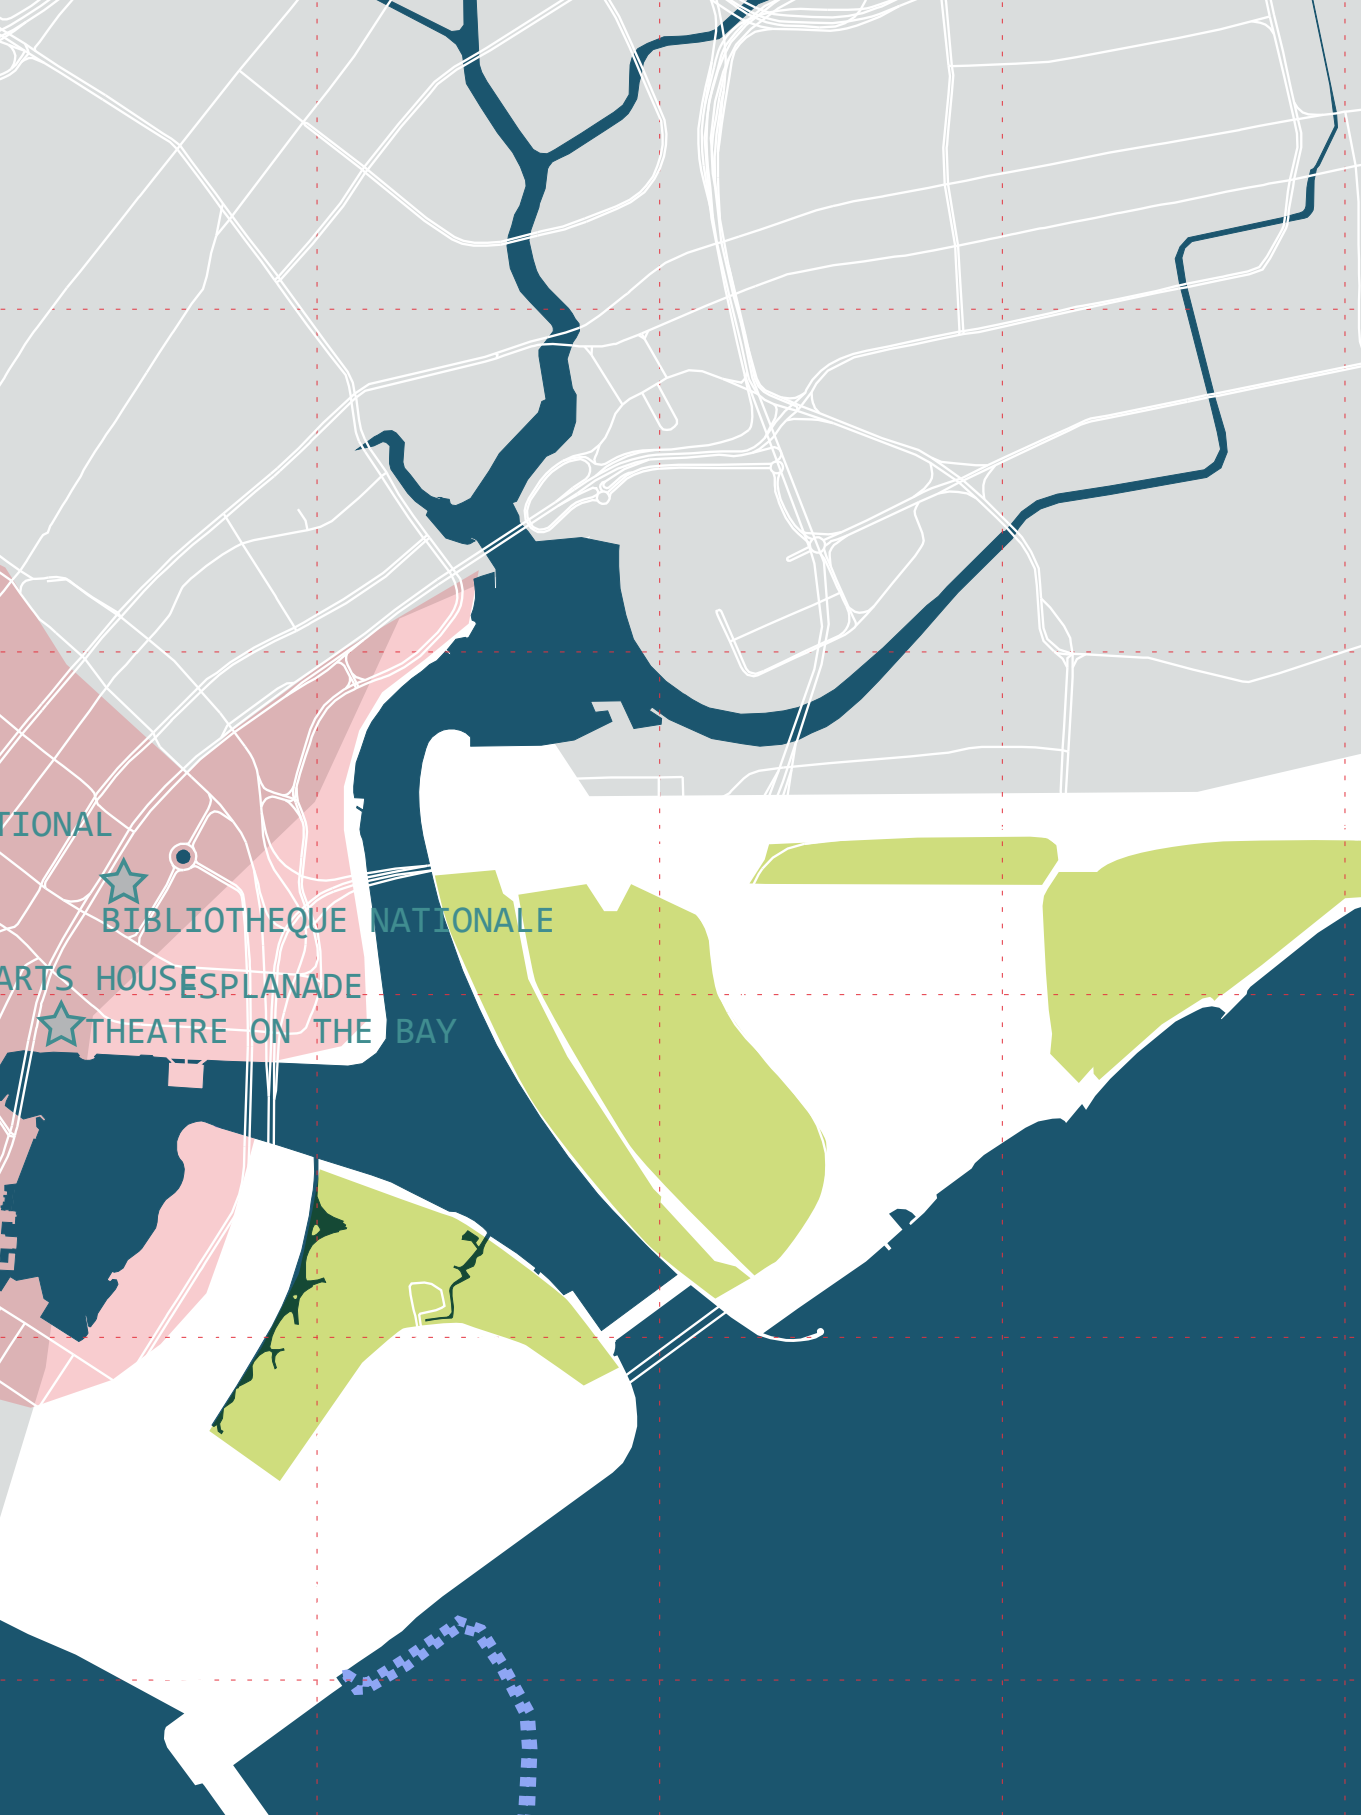 TIONAL
BIBLIOTHEQUE NATIONALE
ARTS HOUSE
ESPLANADE
THEATRE ON THE BAY